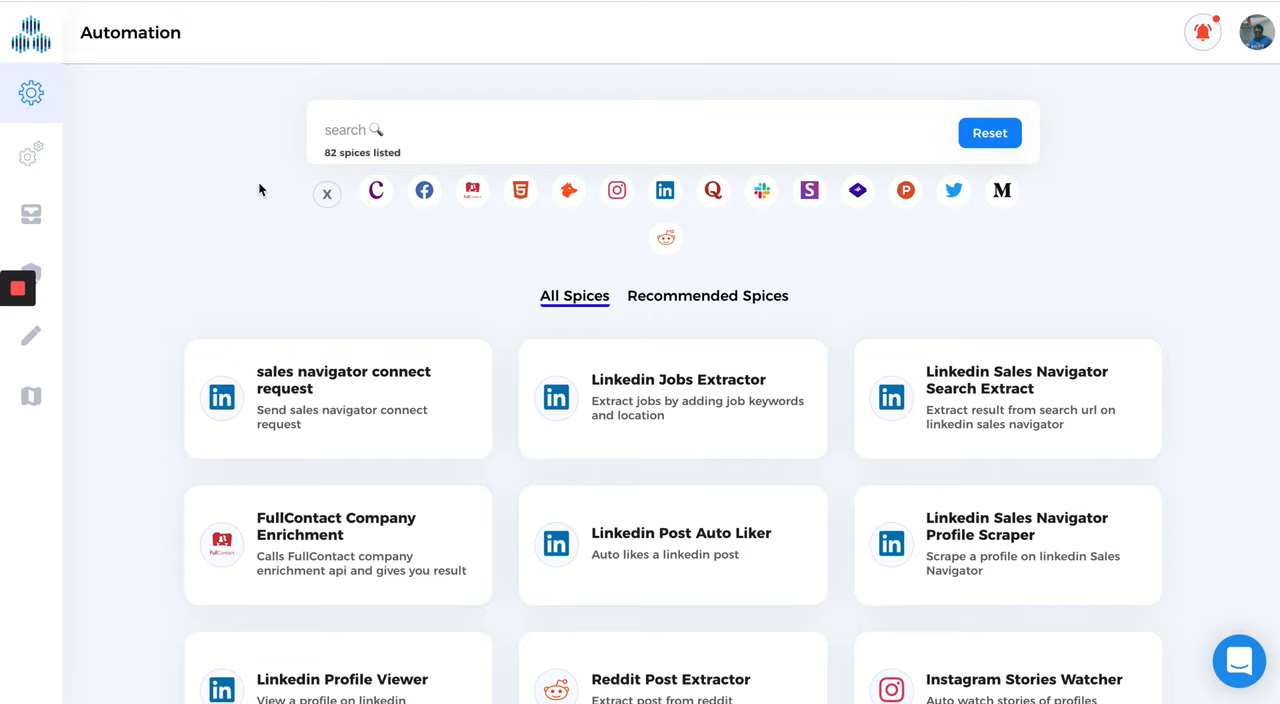 Automation
search
82 spices listed
Reset
X
All Spices
Recommended Spices
sales navigator connect
request
Send sales navigator connect
request
Linkedin Jobs Extractor
Extract jobs by adding job keywords
and location
Linkedin Sales Navigator
Search Extract
Extract result from search url on
linkedin sales navigator
FullContact Company
Enrichment
Calls FullContact company
enrichment api and gives you result
Linkedin Post Auto Liker
Auto likes a linkedin post
Linkedin Sales Navigator
Profile Scraper
Scrape a profile on linkedin Sales
Navigator
Linkedin Profile Viewer
View a profile on linkedin
Reddit Post Extractor
Extract post from reddit
Instagram Stories Watcher
Auto watch stories of profiles